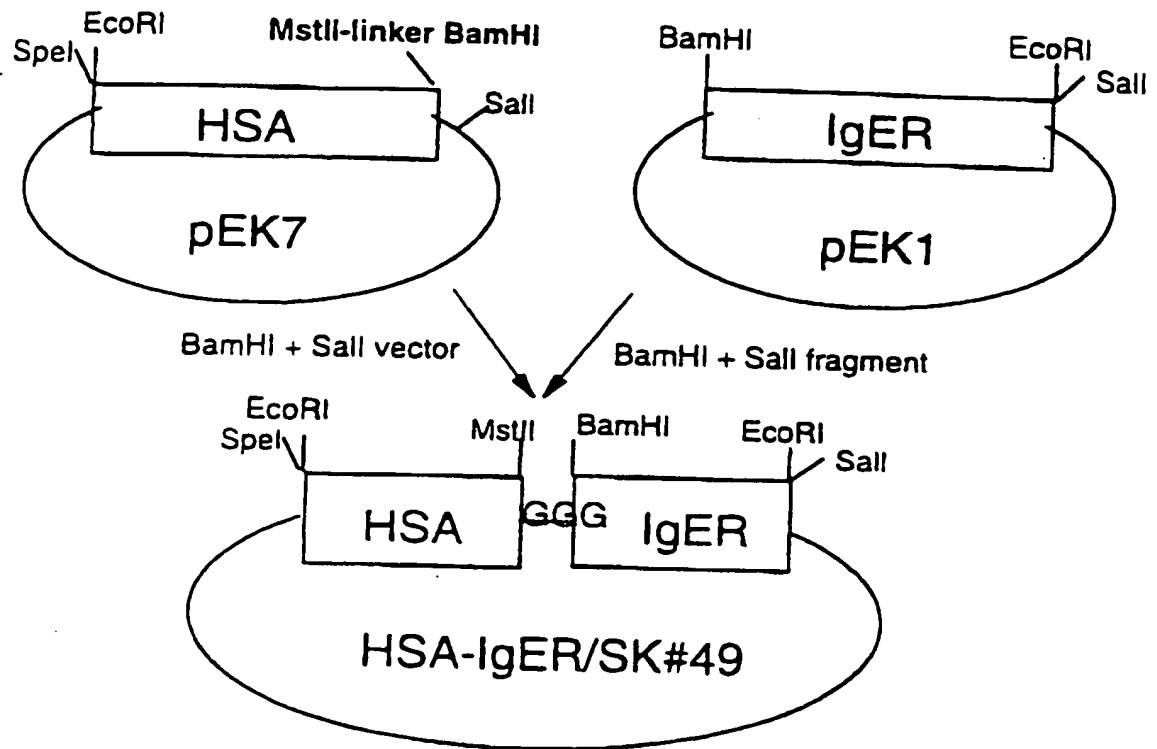 EcoRI
MstII-linker BamHI
SpeI
SalI
HSA
pEK7
BamHI
EcoRI
SalI
IgER
pEK1
BamHI + SalI vector
BamHI + SalI fragment
EcoRI
SpeI
MstII
BamHI
EcoRI
SalI
HSA
GGG
IgER
HSA-IgER/SK#49